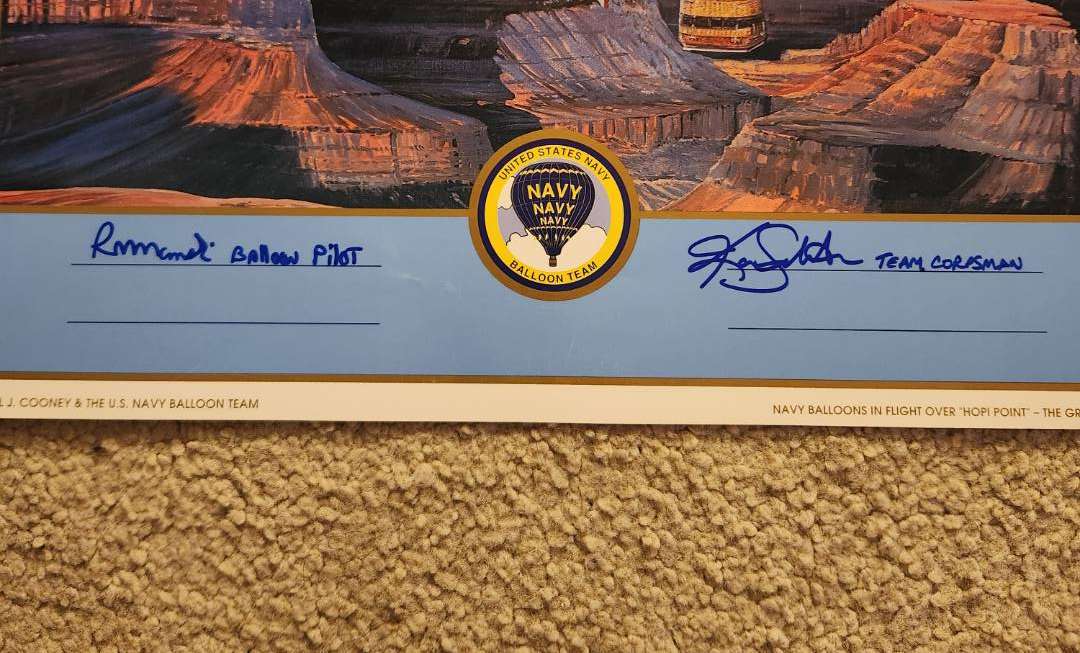 UNITED STATES NAVY
NAVY
NAVY
NAVY
BALLOON TEAM
BAlloon PiloT
TEAM CORPSMAN
L J. COONEY & THE U.S. NAVY BALLOON TEAM
NAVY BALLOONS IN FLIGHT OVER "HOPI POINT" – THE GR